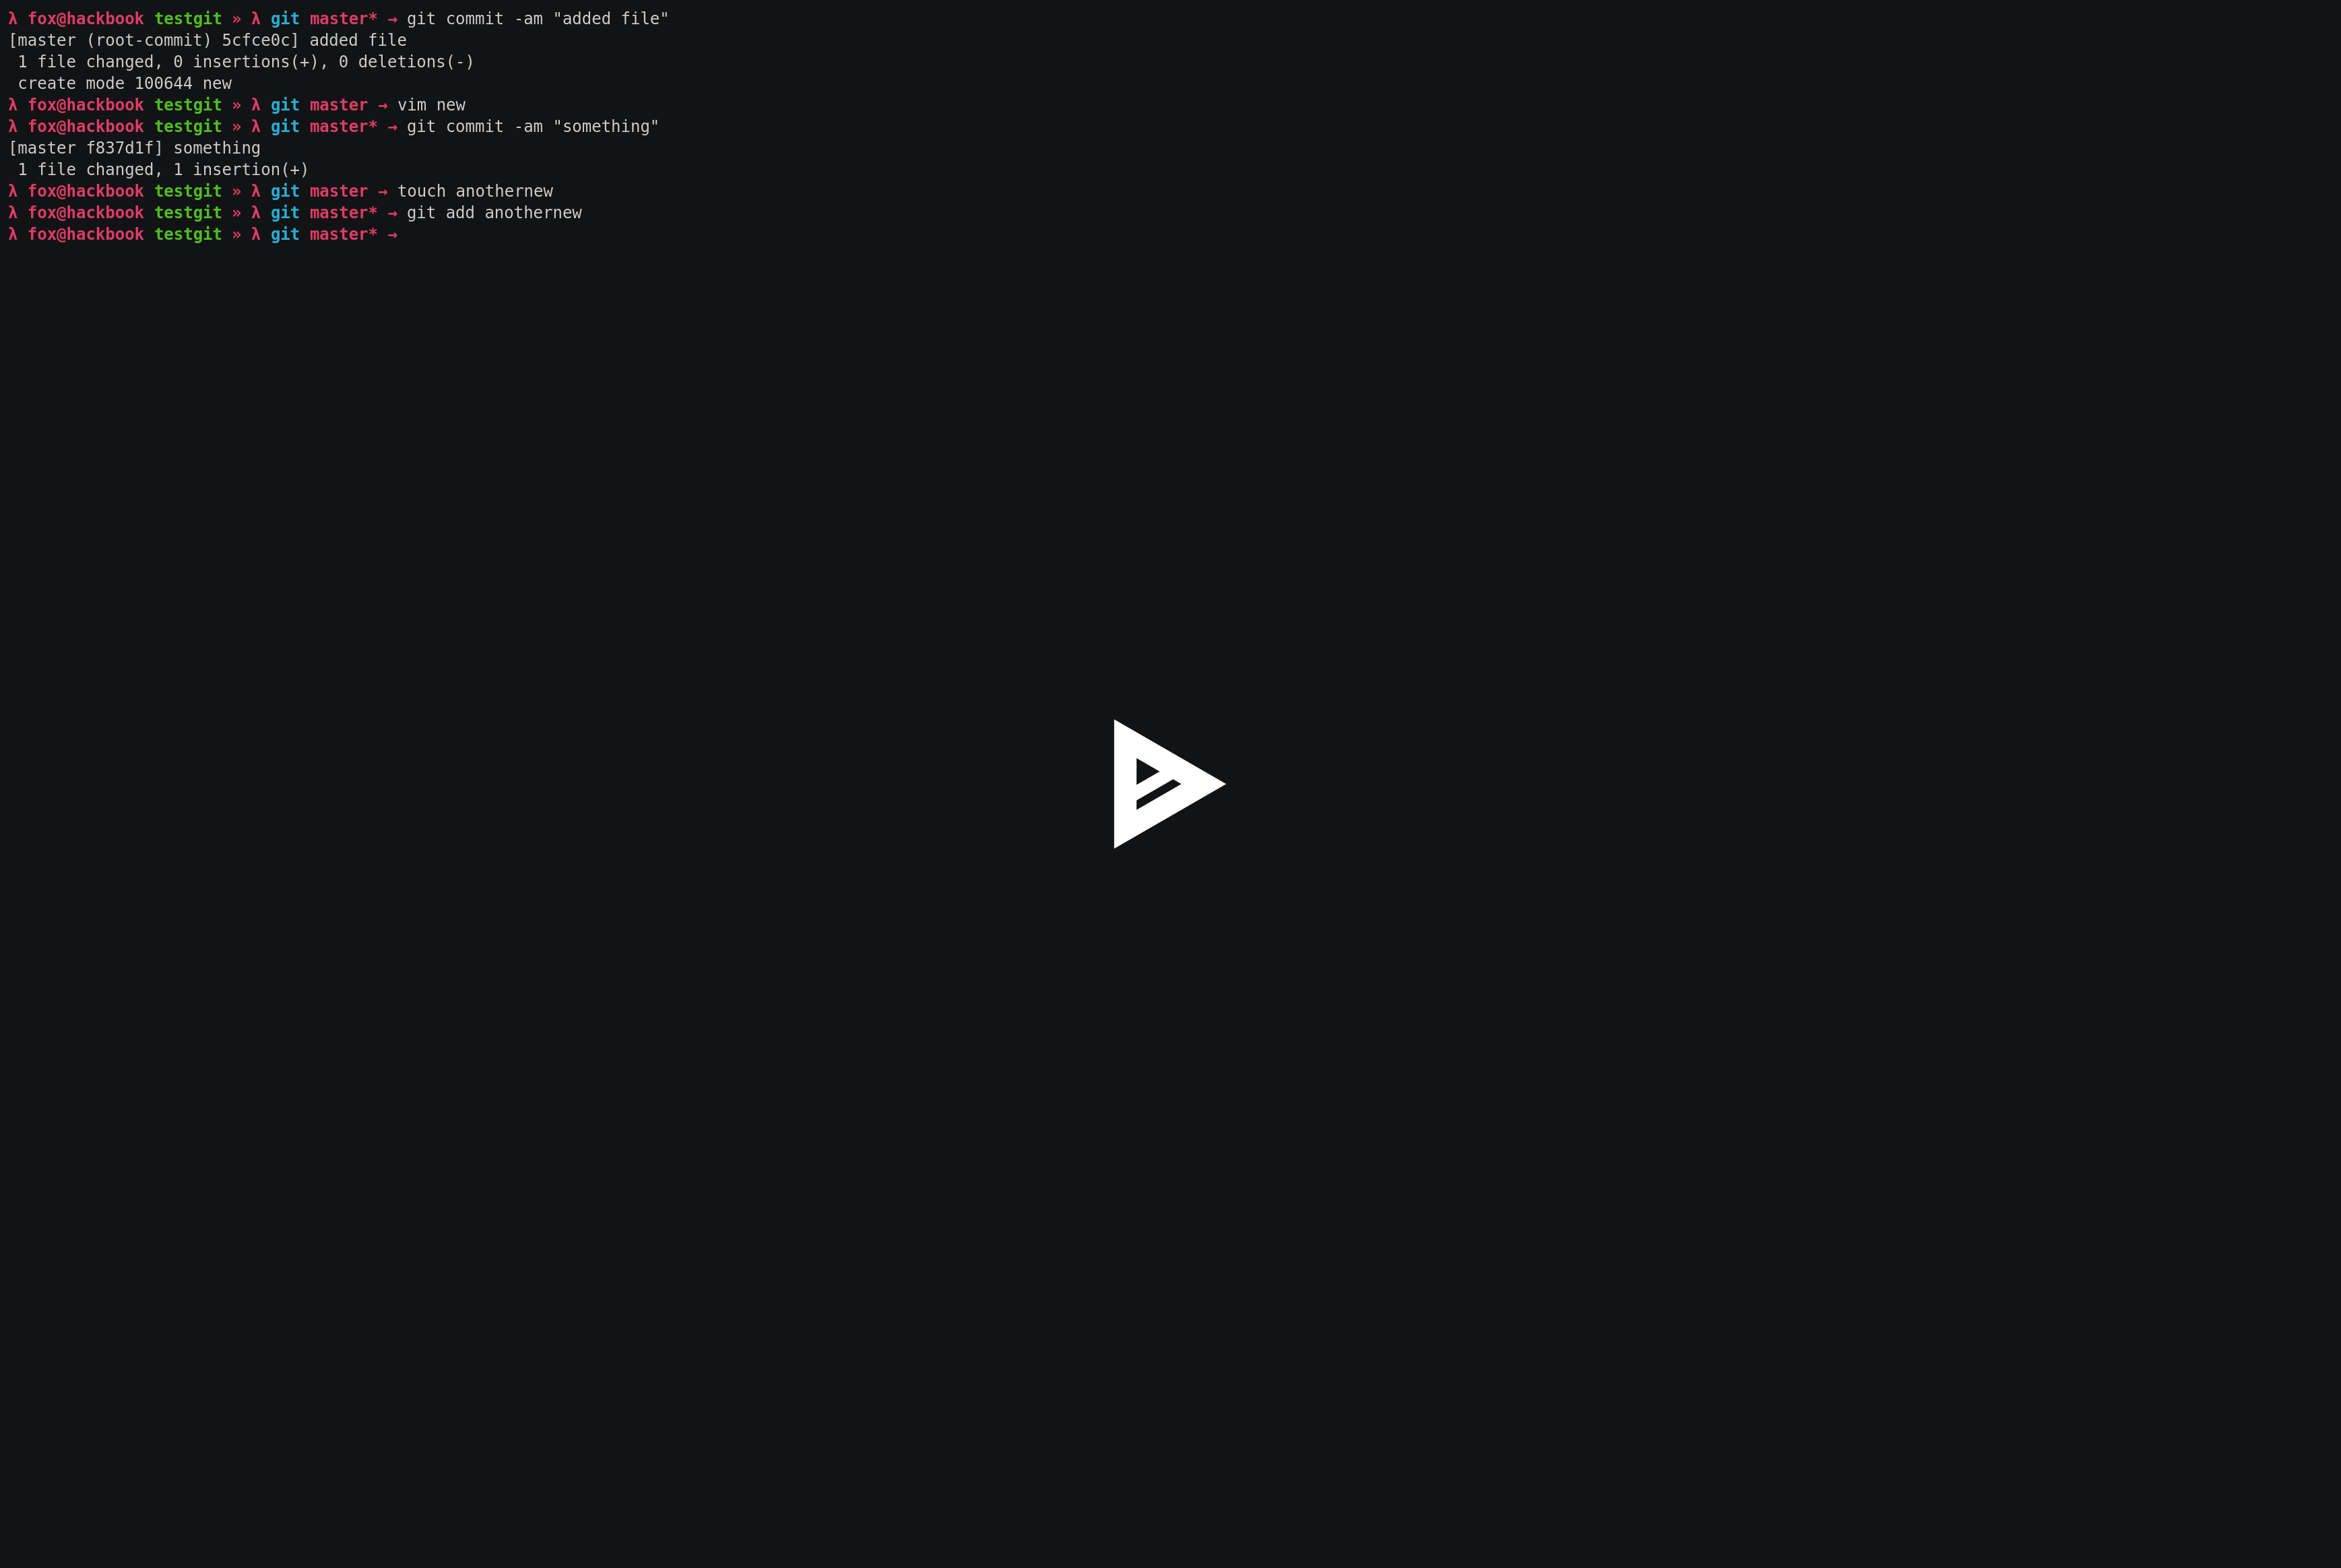 λ fox@hackbook testgit » λ git master* → git commit -am "added file"
[master (root-commit) 5cfce0c] added file
 1 file changed, 0 insertions(+), 0 deletions(-)
 create mode 100644 new
λ fox@hackbook testgit » λ git master → vim new
λ fox@hackbook testgit » λ git master* → git commit -am "something"
[master f837d1f] something
 1 file changed, 1 insertion(+)
λ fox@hackbook testgit » λ git master → touch anothernew
λ fox@hackbook testgit » λ git master* → git add anothernew
λ fox@hackbook testgit » λ git master* →